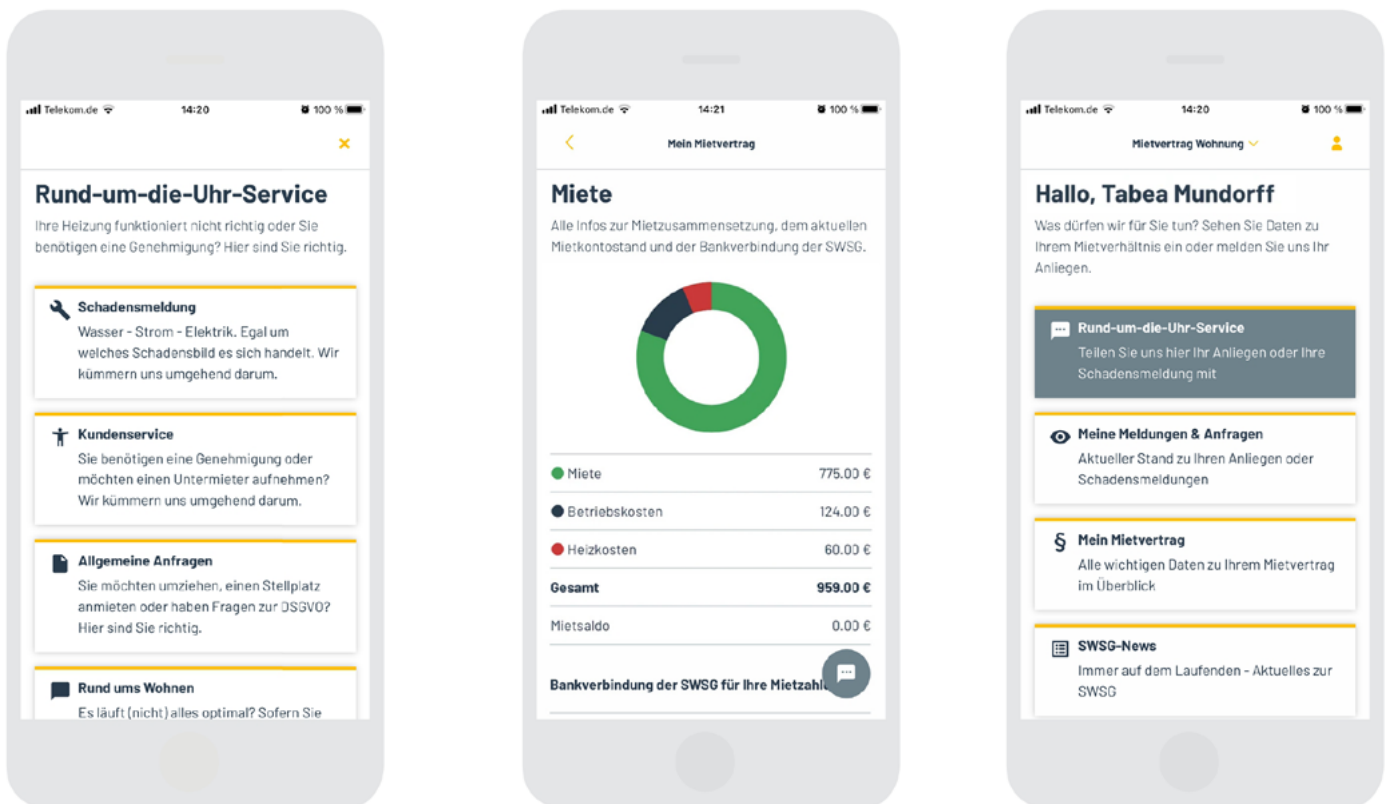 Telekom.de 14:20 100 %
Rund-um-die-Uhr-Service
Ihre Heizung funktioniert nicht richtig oder Sie
benötigen eine Genehmigung? Hier sind Sie richtig.
Schadensmeldung
Wasser - Strom - Elektrik. Egal um
welches Schadensbild es sich handelt. Wir
kümmern uns umgehend darum.
Kundenservice
Sie benötigen eine Genehmigung oder
möchten einen Untermieter aufnehmen?
Wir kümmern uns umgehend darum.
Allgemeine Anfragen
Sie möchten umziehen, einen Stellplatz
anmieten oder haben Fragen zur DSGVO?
Hier sind Sie richtig.
Rund ums Wohnen
Es läuft (nicht) alles optimal? Sofern Sie
Telekom.de 14:21 100 %
Mein Mietvertrag
Miete
Alle Infos zur Mietzusammensetzung, dem aktuellen
Mietkontostand und der Bankverbindung der SWSG.
Miete 775.00 €
Betriebskosten 124.00 €
Heizkosten 60.00 €
Gesamt 959.00 €
Mietsaldo 0.00 €
Bankverbindung der SWSG für Ihre
Telekom.de 14:20 100 %
Mietvertrag Wohnung
Hallo, Tabea Mundorff
Was dürfen wir für Sie tun? Sehen Sie Daten zu
Ihrem Mietverhältnis ein oder melden Sie uns Ihr
Anliegen.
Rund-um-die-Uhr-Service
Teilen Sie uns hier Ihr Anliegen oder Ihre
Schadensmeldung mit
Meine Meldungen & Anfragen
Aktueller Stand zu Ihren Anliegen oder
Schadensmeldungen
§ Mein Mietvertrag
Alle wichtigen Daten zu Ihrem Mietvertrag
im Überblick
SWSG-News
Immer auf dem Laufenden - Aktuelles zur
SWSG